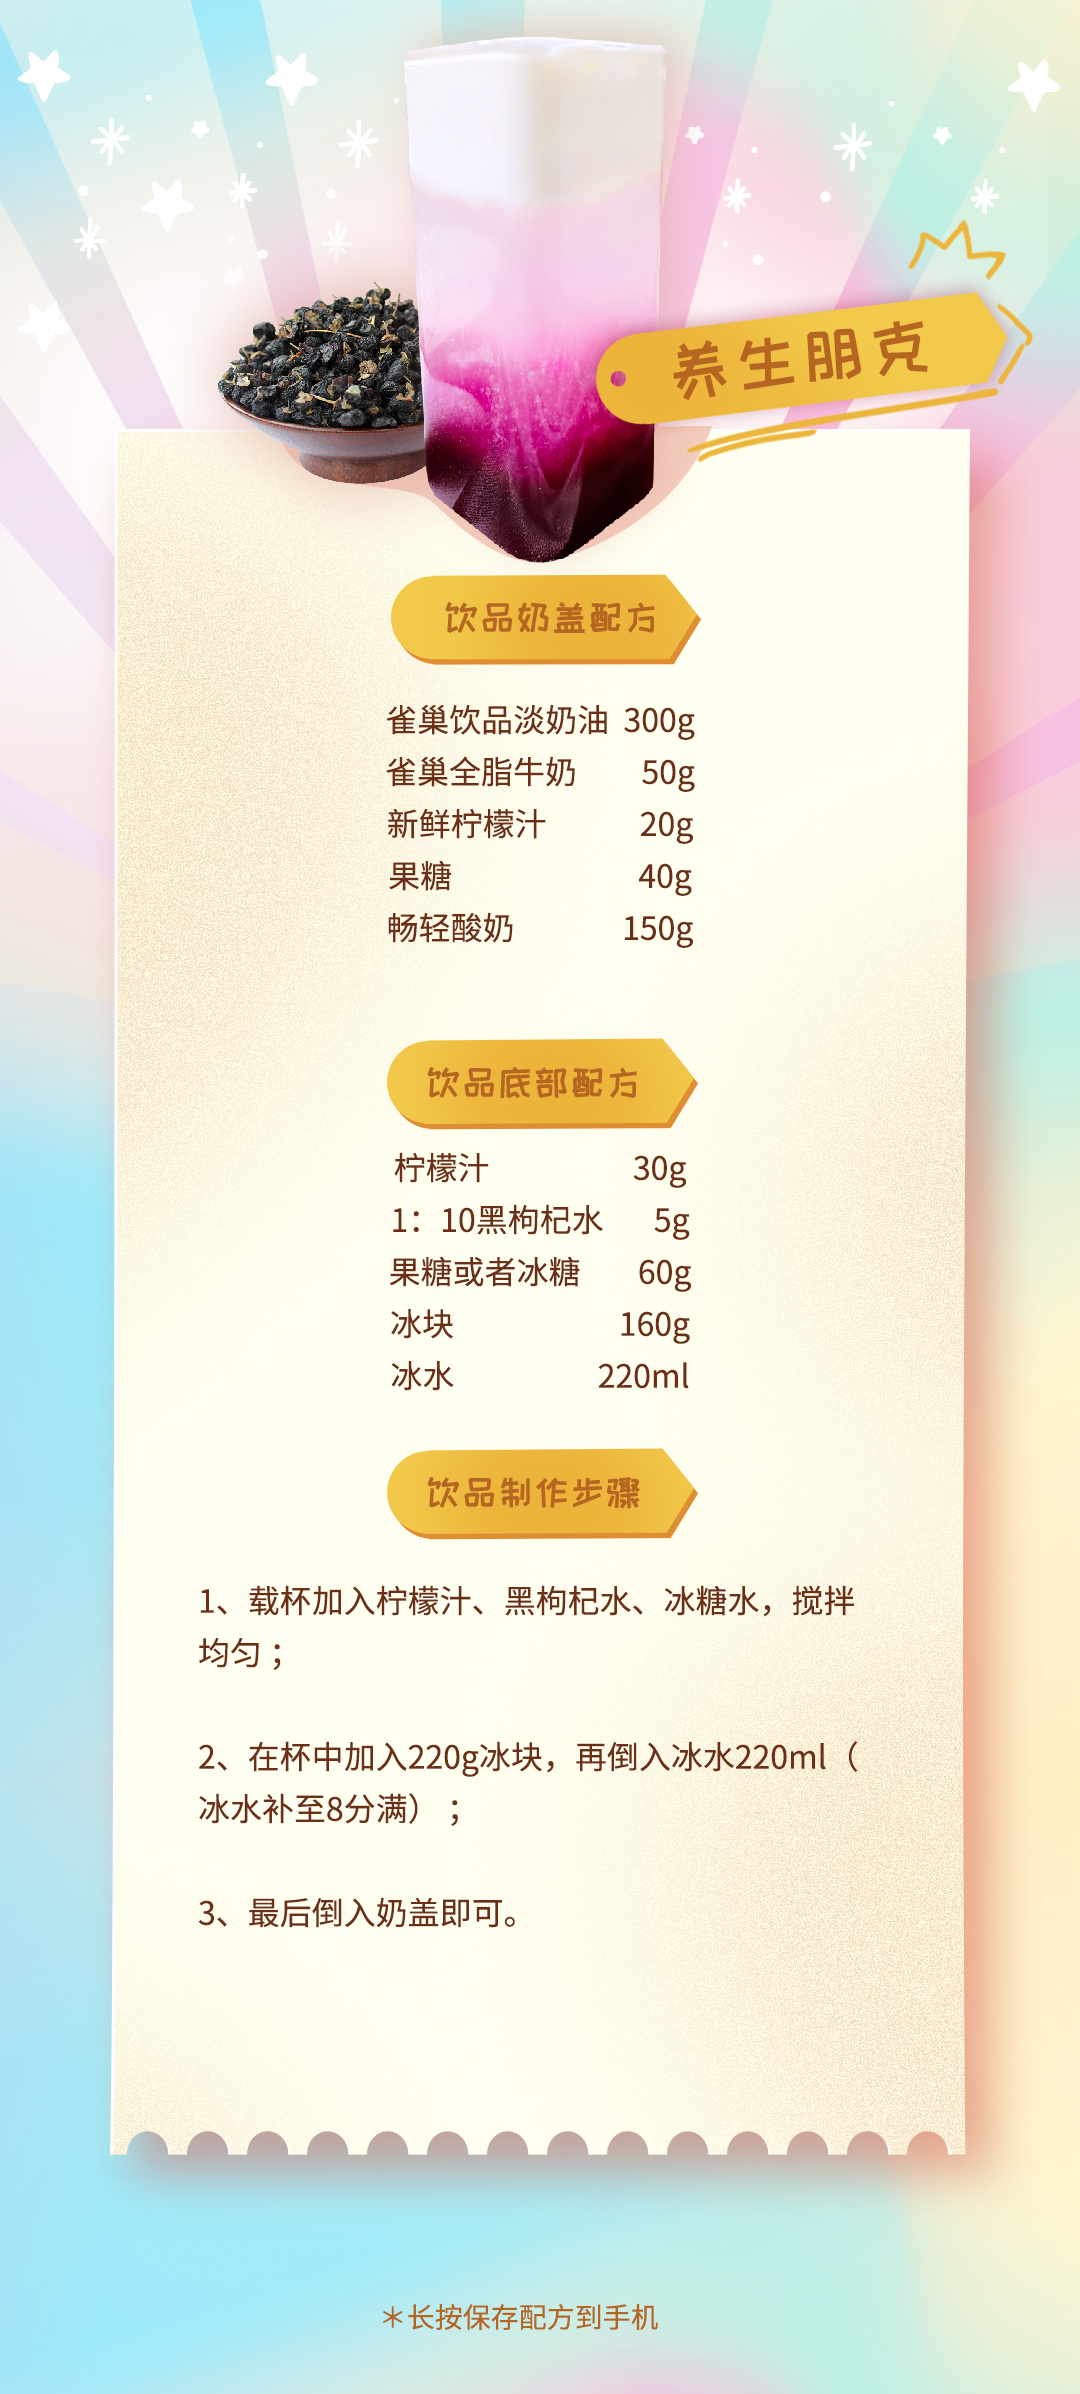 养生朋克
饮品奶盖配方
雀巢饮品淡奶油 300g
雀巢全脂牛奶 50g
新鲜柠檬汁 20g
果糖 40g
畅轻酸奶 150g
饮品底部配方
柠檬汁 30g
1：10黑枸杞水 5g
果糖或者冰糖 60g
冰块 160g
冰水 220ml
饮品制作步骤
1、载杯加入柠檬汁、黑枸杞水、冰糖水，搅拌
均匀；
2、在杯中加入220g冰块，再倒入冰水220ml（
冰水补至8分满）；
3、最后倒入奶盖即可。
＊长按保存配方到手机